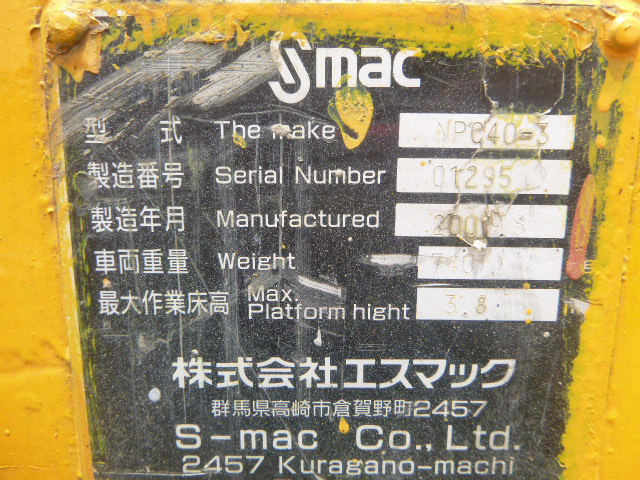 Smac
型 式 The make NPC40-3
製造番号 Serial Number 01295
製造年月 Manufactured
車両重量 Weight
最大作業床高 Max. Platform hight 3.8
株式会社エスマック
群馬県高崎市倉賀野町2457
S-mac Co., Ltd.
2457 Kuragano-machi